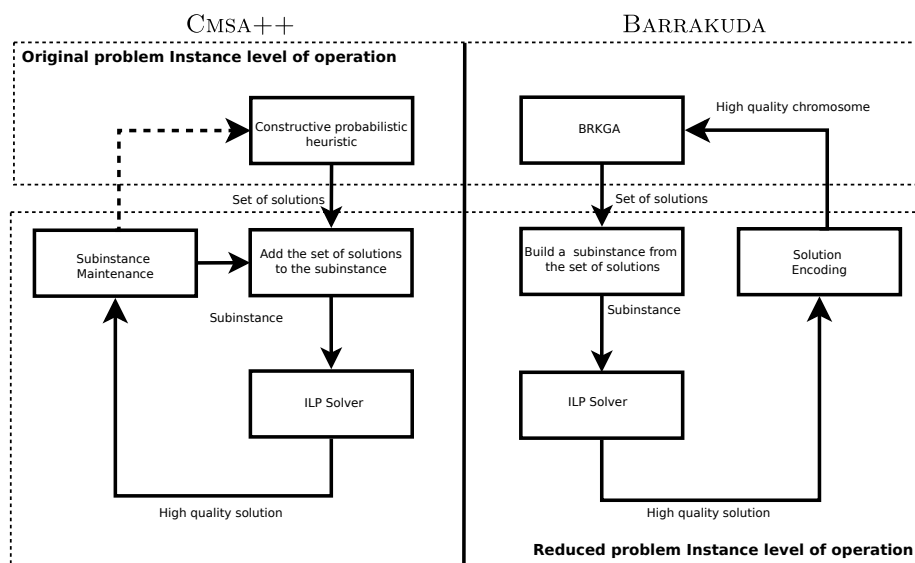 CMSA++
BARRAKUDA
Original problem Instance level of operation
Constructive probabilistic
heuristic
Set of solutions
Subinstance
Maintenance
Add the set of solutions
to the subinstance
Subinstance
ILP Solver
High quality solution
High quality chromosome
BRKGA
Set of solutions
Build a subinstance from
the set of solutions
Solution
Encoding
Subinstance
ILP Solver
High quality solution
Reduced problem Instance level of operation